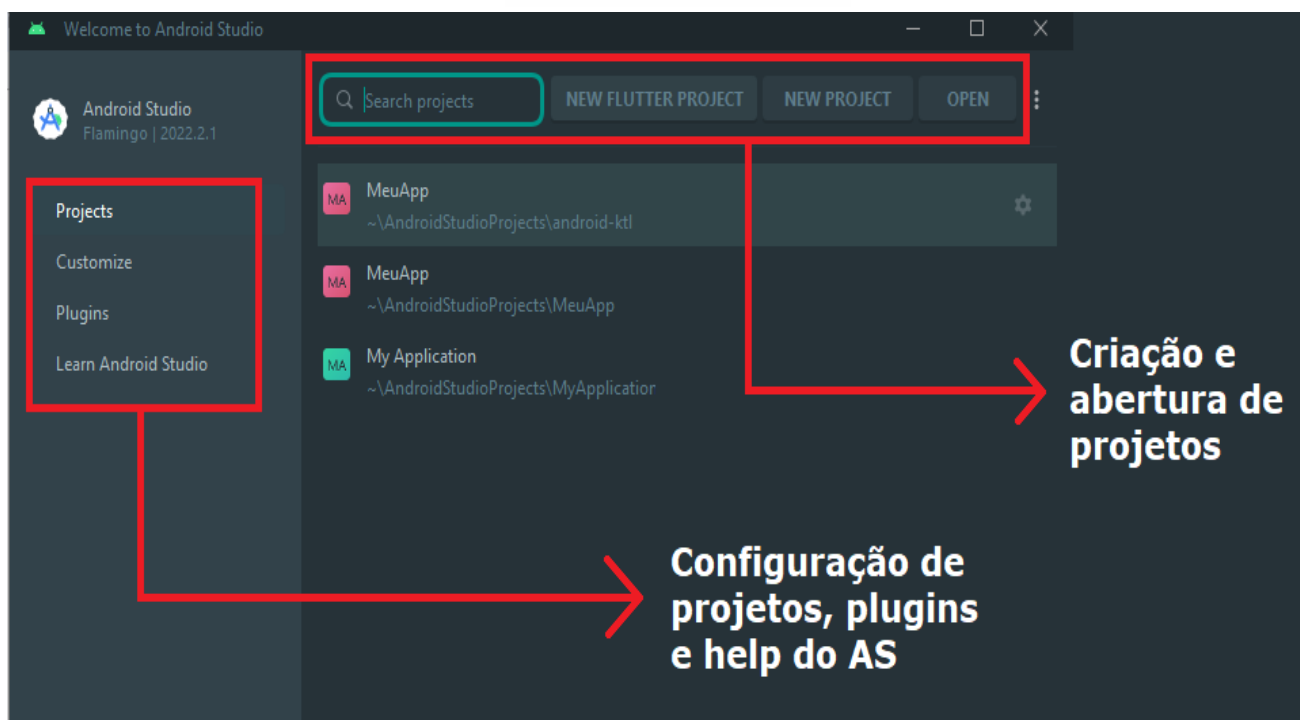 Welcome to Android Studio
Android Studio
Flamingo | 2022.2.1
Search projects
NEW FLUTTER PROJECT
NEW PROJECT
OPEN
Projects
Customize
Plugins
Learn Android Studio
MA
MeuApp
~\AndroidStudioProjects\android-ktl
MA
MeuApp
~\AndroidStudioProjects\MeuApp
MA
My Application
~\AndroidStudioProjects\MyApplicatior
Criação e
abertura de
projetos
Configuração de
projetos, plugins
e help do AS